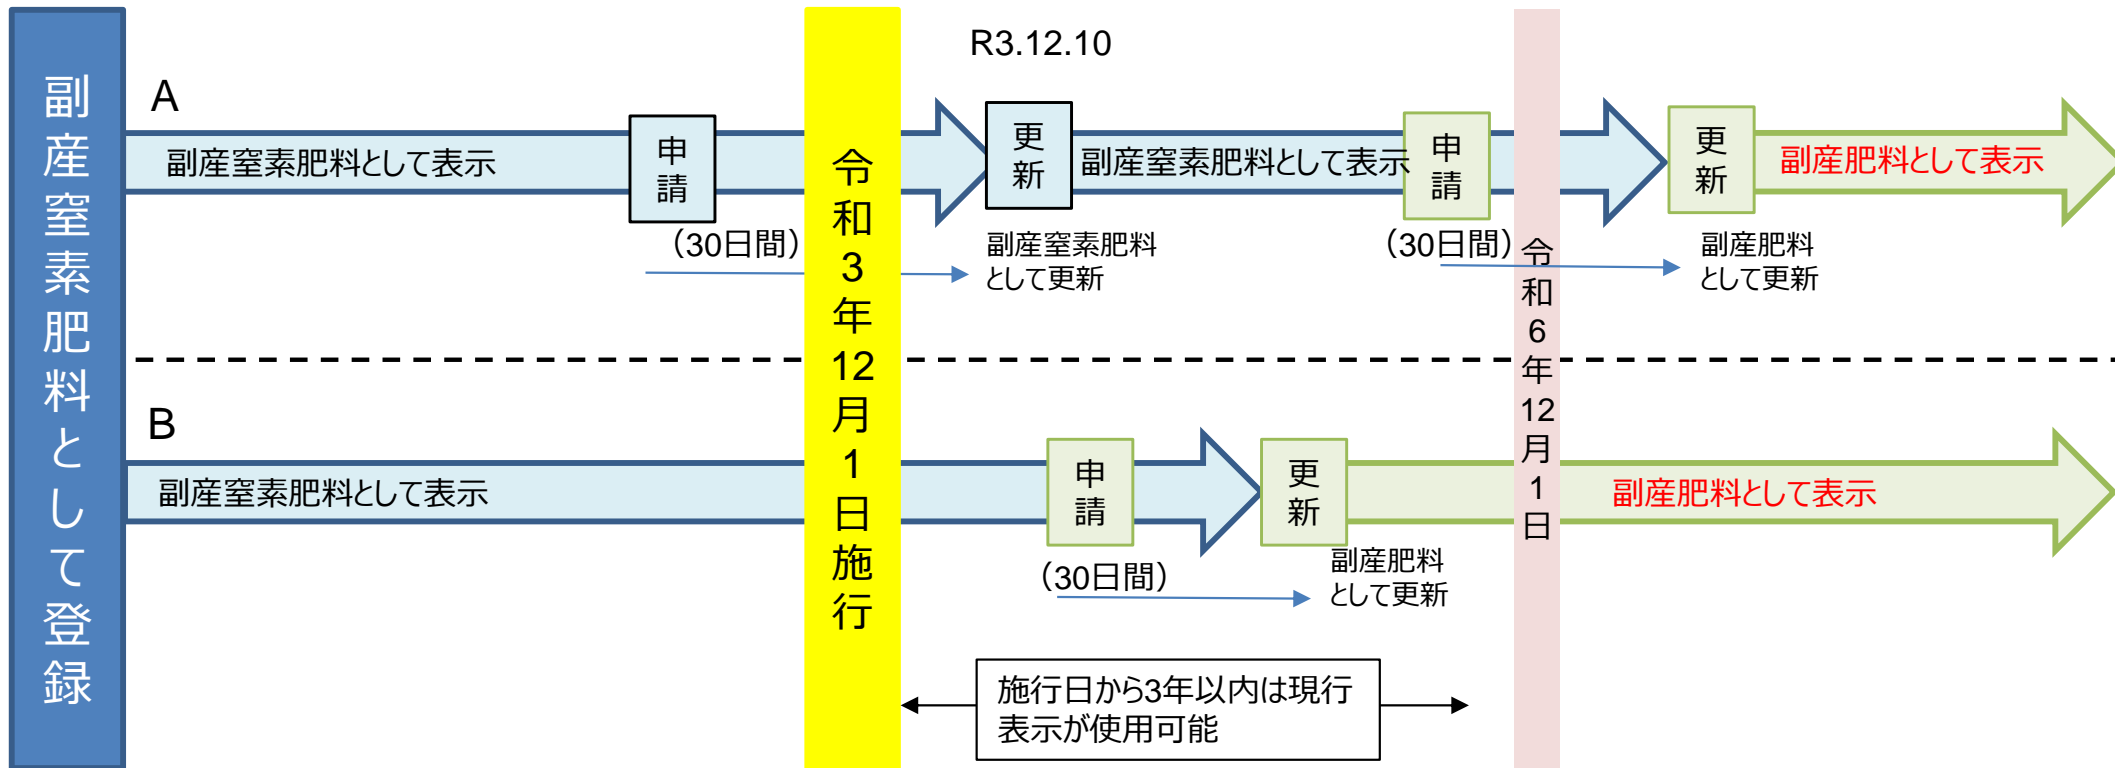 副産窒素肥料として登録
R3.12.10
A
副産窒素肥料として表示
申請
(30日間)
令和3年12月1日施行
更新
副産窒素肥料
として更新
副産窒素肥料として表示
申請
(30日間)
令和6年12月1日
更新
副産肥料
として更新
副産肥料として表示
B
副産窒素肥料として表示
申請
(30日間)
更新
副産肥料
として更新
副産肥料として表示
施行日から3年以内は現行
表示が使用可能